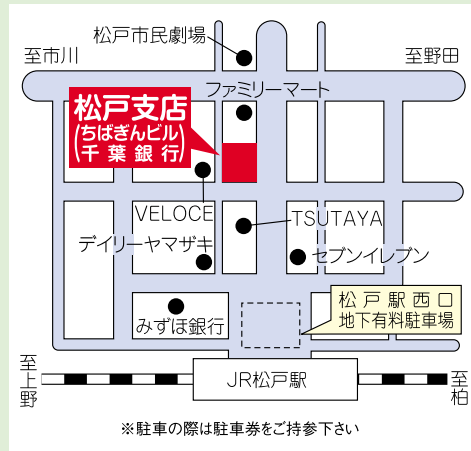 松戸市民劇場
至市川
至野田
ファミリーマート
松戸支店
(ちばぎんビル)
千葉銀行
VELOCE
TSUTAYA
デイリーヤマザキ
セブンイレブン
松戸駅西口
地下有料駐車場
みずほ銀行
至上野
JR松戸駅
至柏
※駐車の際は駐車券をご持参下さい